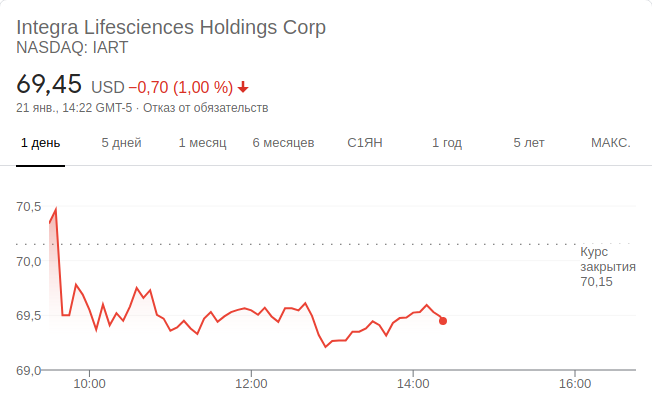 Integra Lifesciences Holdings Corp
NASDAQ: IART
69,45 USD −0,70 (1,00 %)
21 янв., 14:22 GMT-5 · Отказ от обязательств
1 день 5 дней 1 месяц 6 месяцев С1ЯН 1 год 5 лет МАКС.
70,5
Курс
закрытия
70,15
70,0
69,5
69,0
10:00 12:00 14:00 16:00